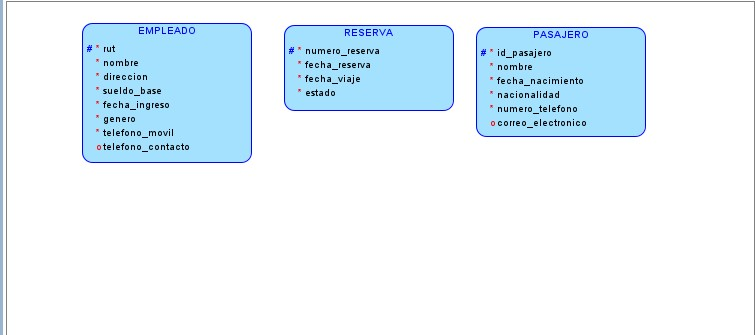 EMPLEADO
# * rut
* nombre
* direccion
* sueldo_base
* fecha_ingreso
* genero
* telefono_movil
o telefono_contacto
RESERVA
# * numero_reserva
* fecha_reserva
* fecha_viaje
* estado
PASAJERO
# * id_pasajero
* nombre
* fecha_nacimiento
* nacionalidad
* numero_telefono
o correo_electronico